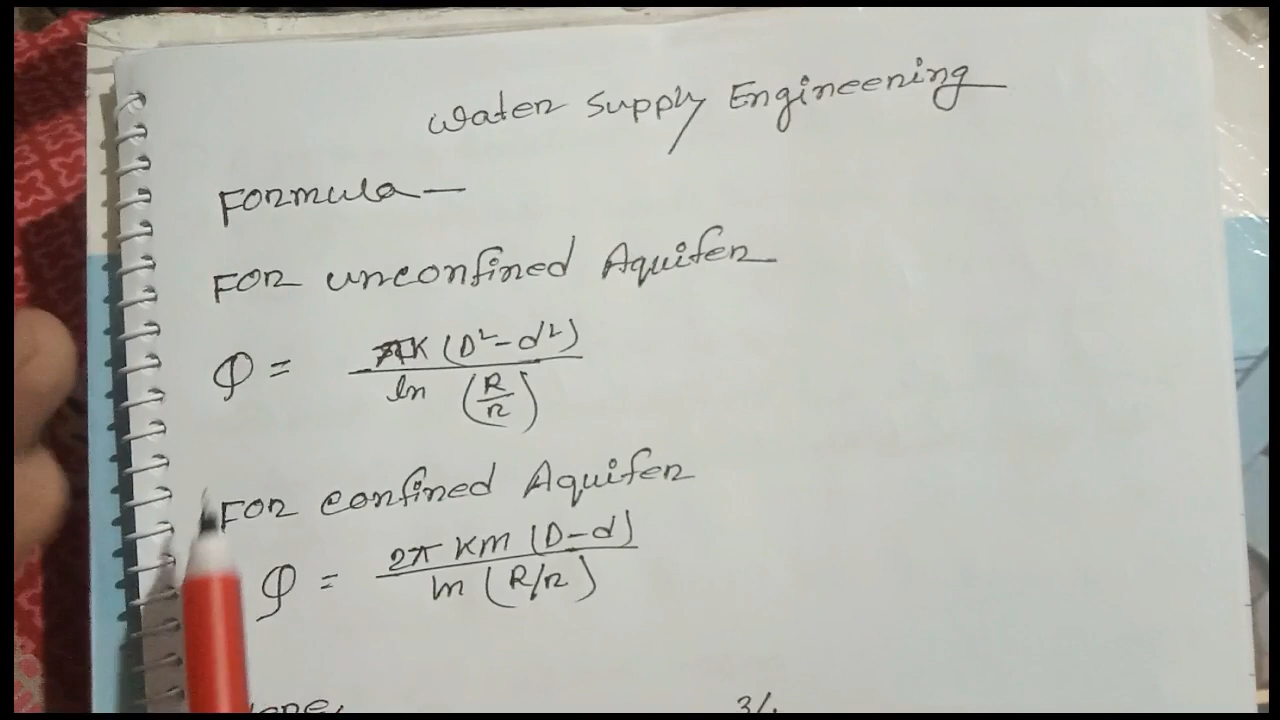 Water Supply Engineering
Formula —
For unconfined Aquifer
Q = πK (D² - d²) / ln (R/r)
For confined Aquifer
Q = 2π KM (D-d) / ln (R/r)